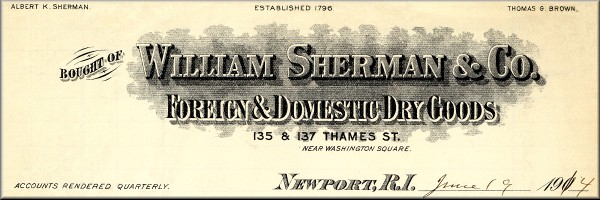 ALBERT K. SHERMAN. ESTABLISHED 1796. THOMAS G. BROWN.
BOUGHT OF WILLIAM SHERMAN & CO.
FOREIGN & DOMESTIC DRY GOODS
135 & 137 THAMES ST.
NEAR WASHINGTON SQUARE.
ACCOUNTS RENDERED QUARTERLY. NEWPORT, R.I. June 19 1904